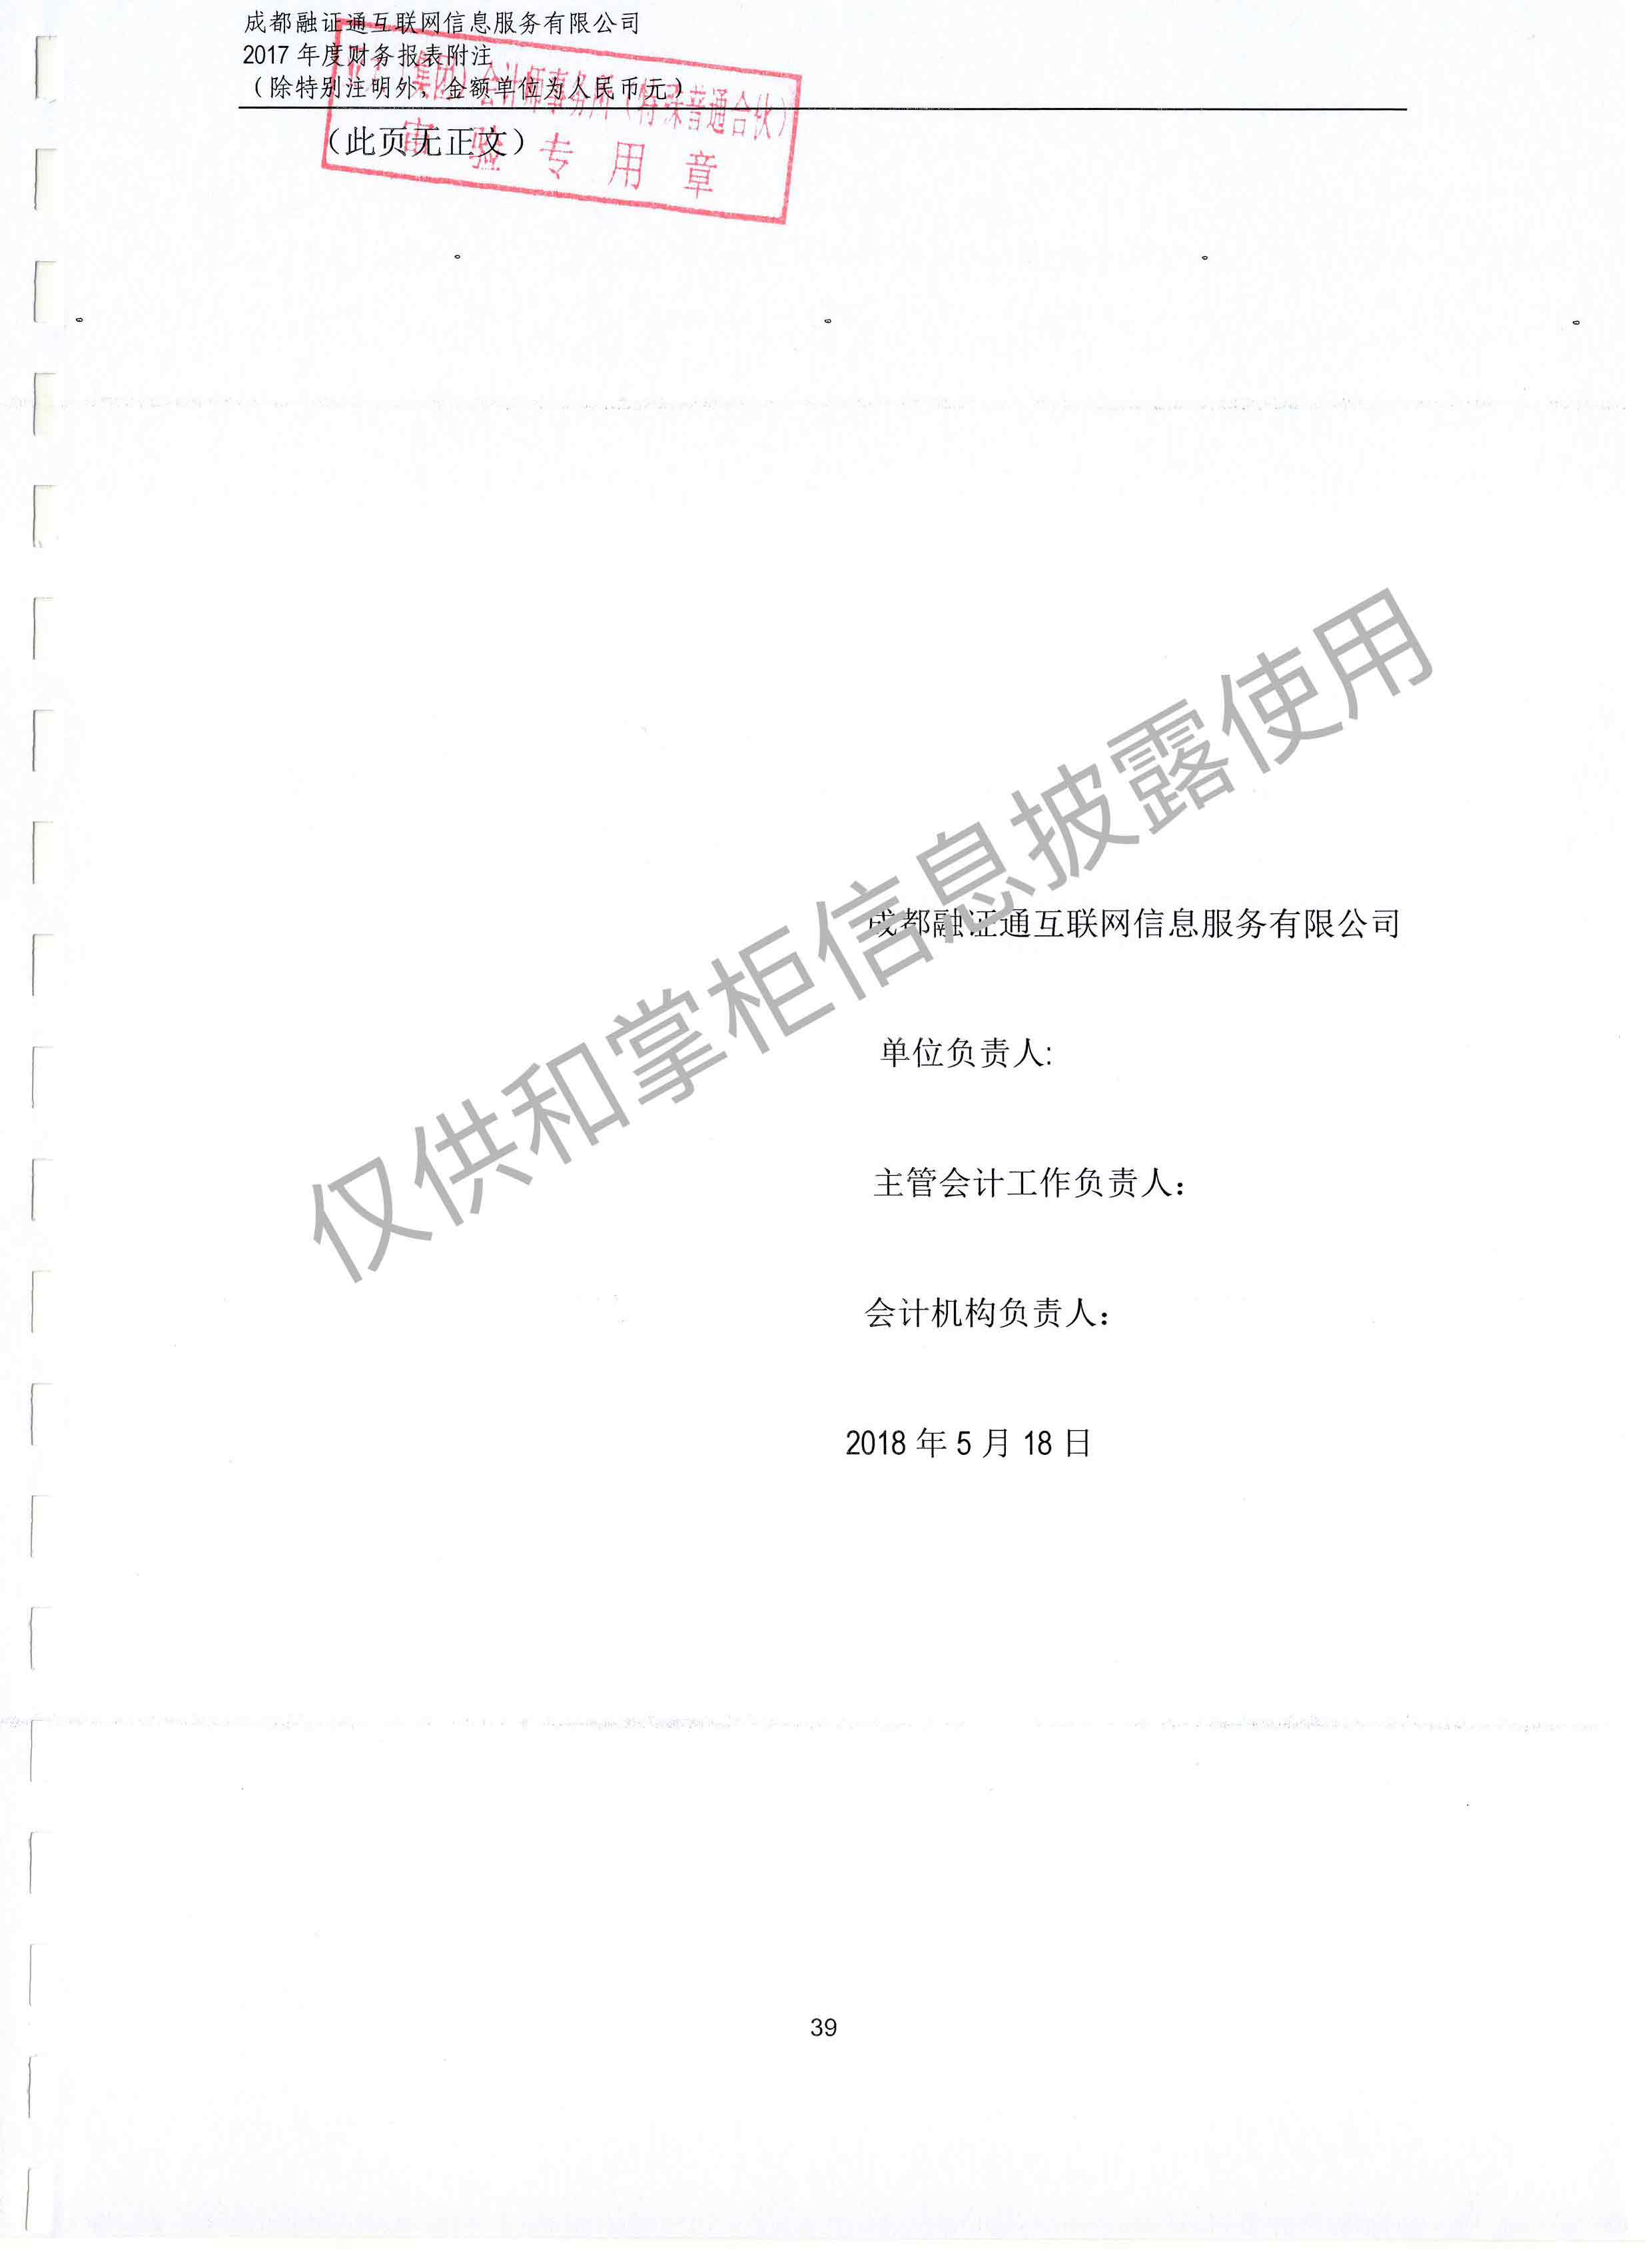 成都融证通互联网信息服务有限公司
2017 年度财务报表附注
（除特别注明外，金额单位为人民币元）
（集团）会计师事务所（特殊普通合伙）
审验专用章
（此页无正文）
仅供和掌柜信息披露使用
成都融证通互联网信息服务有限公司
单位负责人:
主管会计工作负责人：
会计机构负责人：
2018 年 5 月 18 日
39